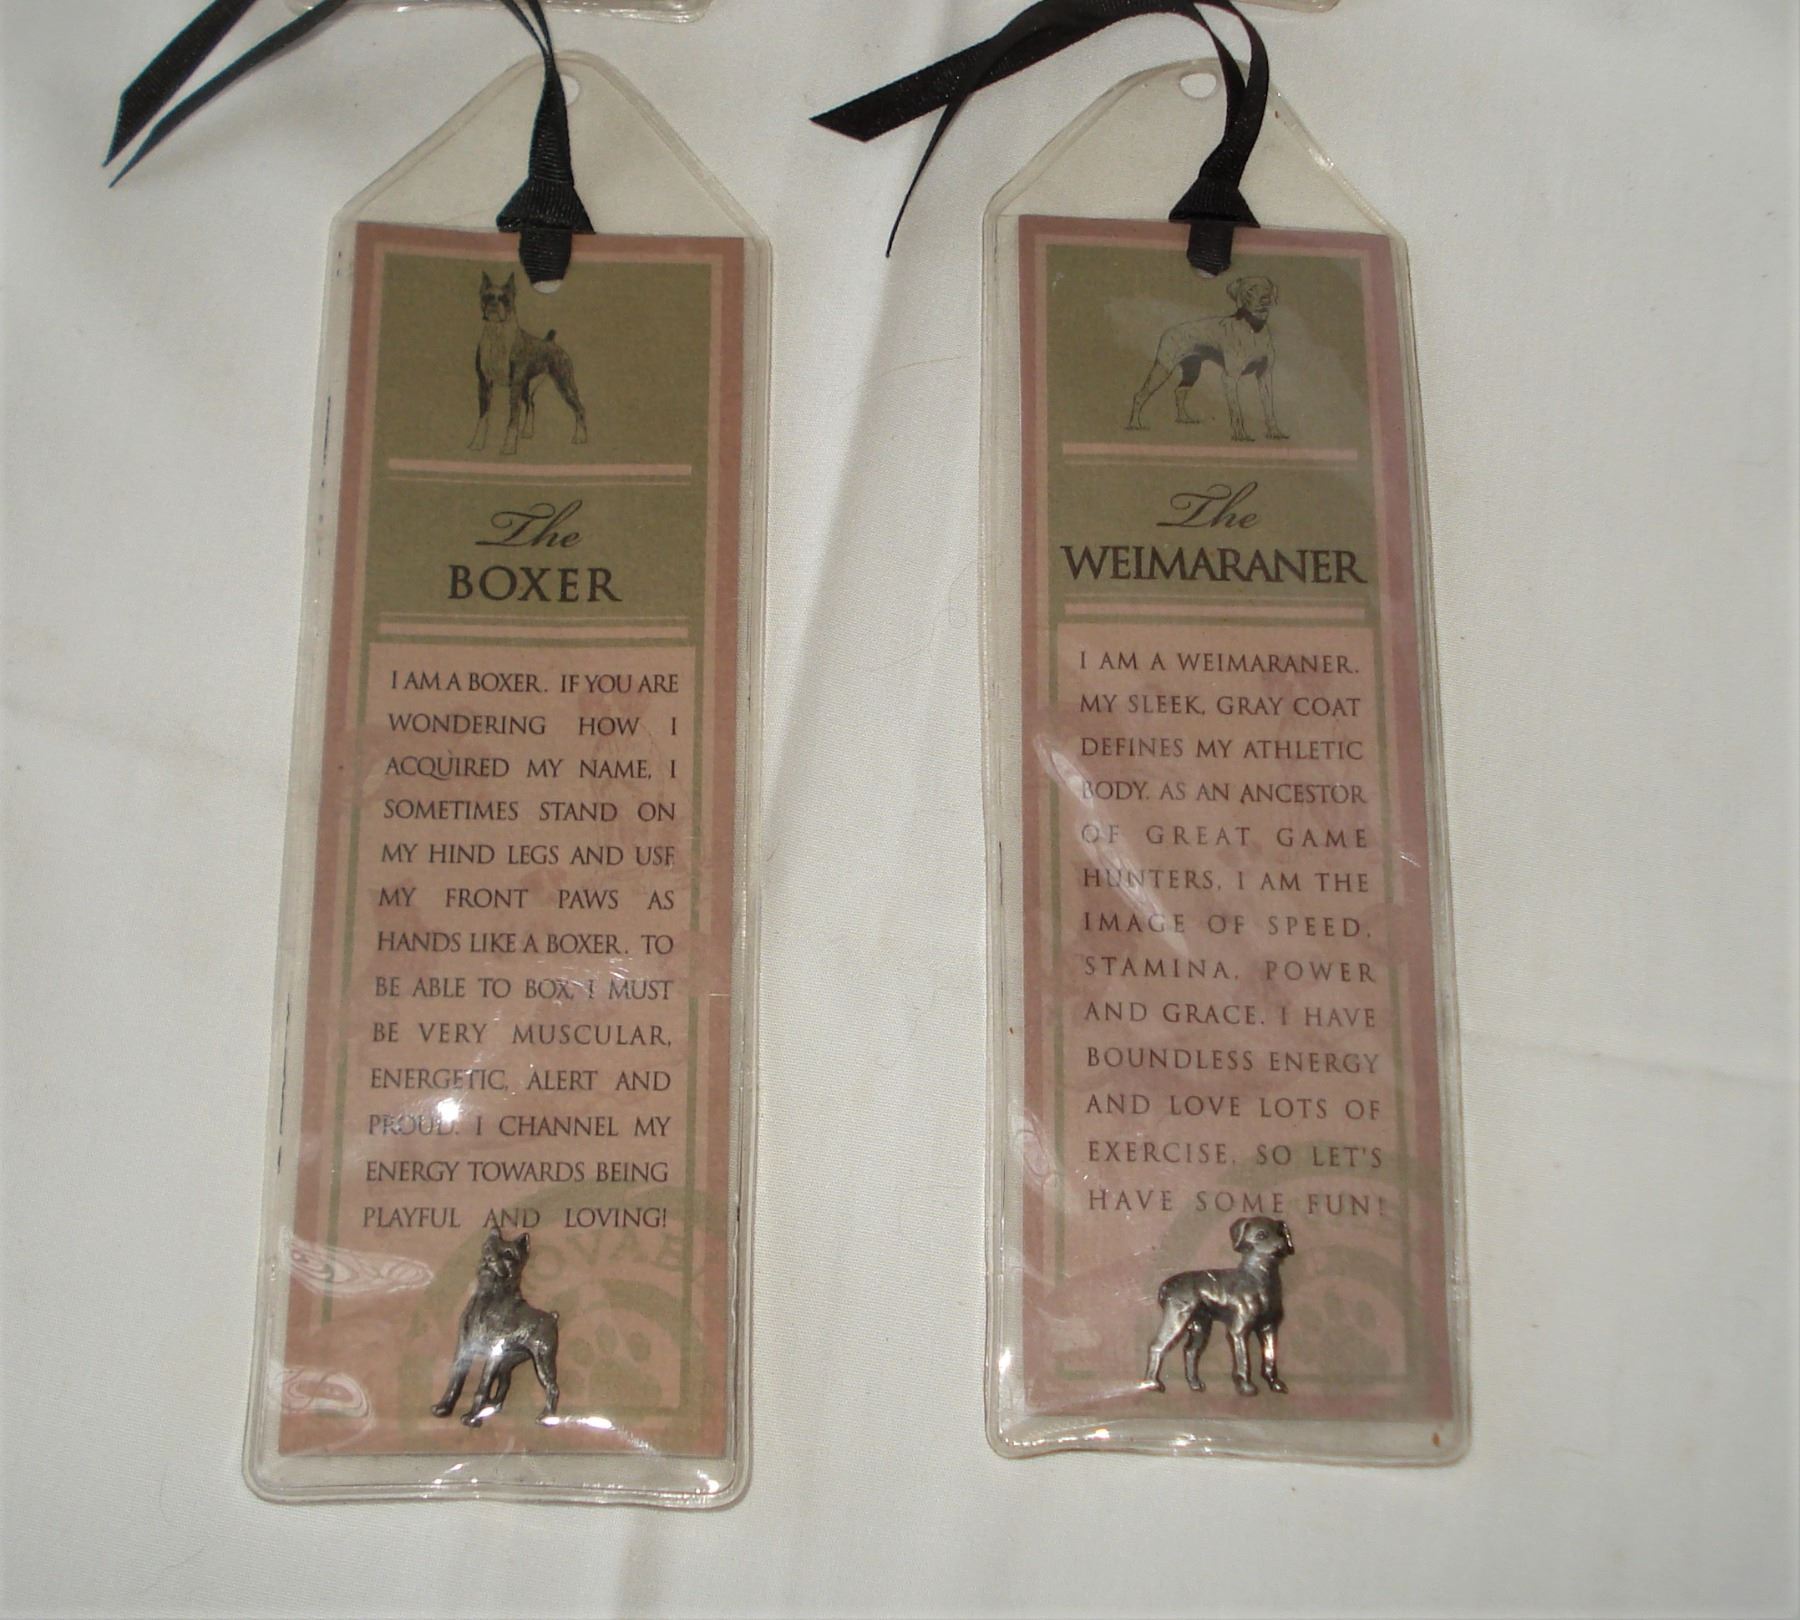 The
BOXER
I AM A BOXER. IF YOU ARE
WONDERING HOW I
ACQUIRED MY NAME, I
SOMETIMES STAND ON
MY HIND LEGS AND USE
MY FRONT PAWS AS
HANDS LIKE A BOXER. TO
BE ABLE TO BOX, I MUST
BE VERY MUSCULAR,
ENERGETIC, ALERT AND
PROUD. I CHANNEL MY
ENERGY TOWARDS BEING
PLAYFUL AND LOVING!
The
WEIMARANER
I AM A WEIMARANER.
MY SLEEK, GRAY COAT
DEFINES MY ATHLETIC
BODY. AS AN ANCESTOR
OF GREAT GAME
HUNTERS, I AM THE
IMAGE OF SPEED,
STAMINA, POWER
AND GRACE. I HAVE
BOUNDLESS ENERGY
AND LOVE LOTS OF
EXERCISE, SO LET'S
HAVE SOME FUN!